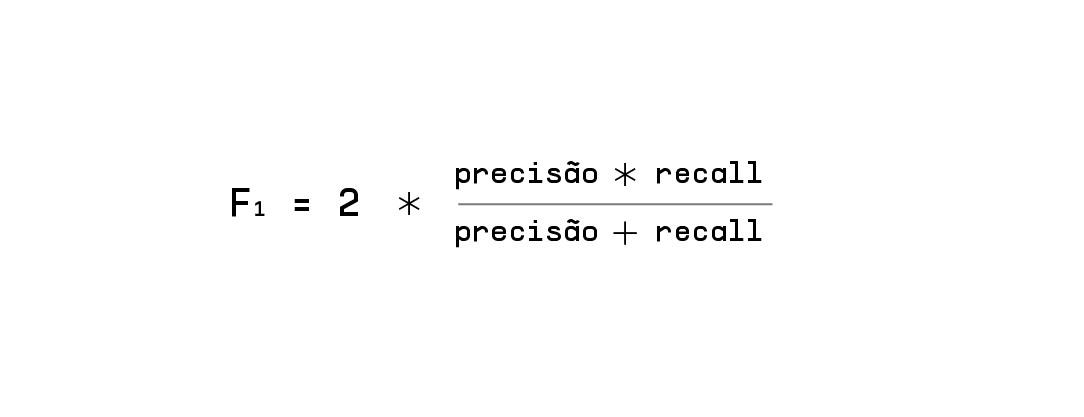 precisão * recall
F₁ = 2 *
precisão + recall